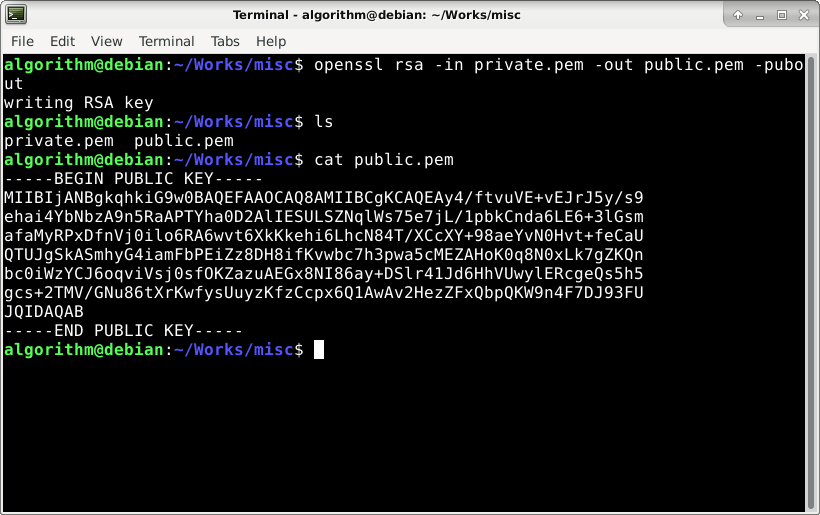 Terminal - algorithm@debian: ~/Works/misc
File Edit View Terminal Tabs Help
algorithm@debian:~/Works/misc$ openssl rsa -in private.pem -out public.pem -pubo
ut
writing RSA key
algorithm@debian:~/Works/misc$ ls
private.pem  public.pem
algorithm@debian:~/Works/misc$ cat public.pem
-----BEGIN PUBLIC KEY-----
MIIBIjANBgkqhkiG9w0BAQEFAAOCAQ8AMIIBCgKCAQEAy4/ftvuVE+vEJrJ5y/s9
ehai4YbNbzA9n5RaAPTYha0D2AlIESULSZNqlWs75e7jL/1pbkCnda6LE6+3lGsm
afaMyRPxDfnVj0ilo6RA6wvt6XkKkehi6LhcN84T/XCcXY+98aeYvN0Hvt+feCaU
QTUJgSkASmhyG4iamFbPEiZz8DH8ifKvwbc7h3pwa5cMEZAHoK0q8N0xLk7gZKQn
bc0iWzYCJ6oqviVsj0sfOKZazuAEGx8NI86ay+DSlr41Jd6HhVUwylERcgeQs5h5
gcs+2TMV/GNu86tXrKwfysUuyzKfzCcpx6Q1AwAv2HezZFxQbpQKW9n4F7DJ93FU
JQIDAQAB
-----END PUBLIC KEY-----
algorithm@debian:~/Works/misc$